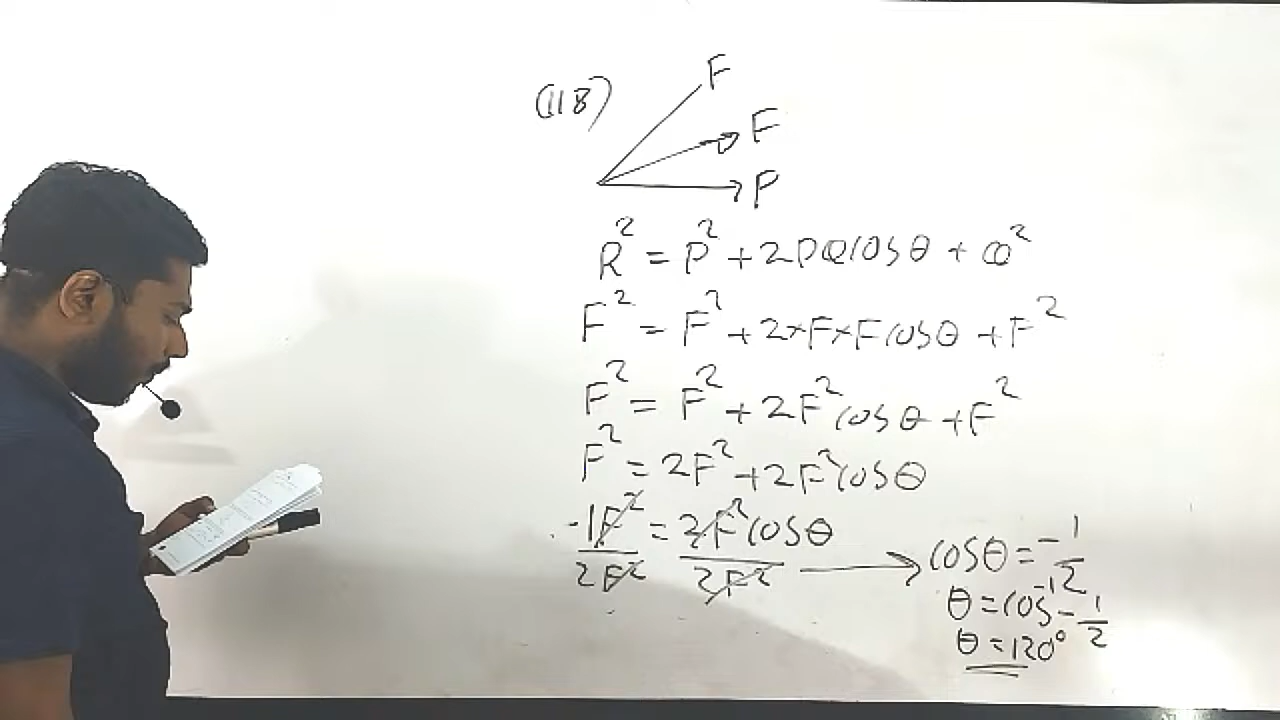 (118)
F
F
P
R² = P² + 2PQcosθ + Q²
F² = F² + 2×F×Fcosθ + F²
F² = F² + 2F²cosθ + F²
F² = 2F² + 2F²cosθ
-1F²/2F² = 2F²cosθ/2F² → cosθ = -1/2
θ = cos⁻¹ -1/2
θ = 120°